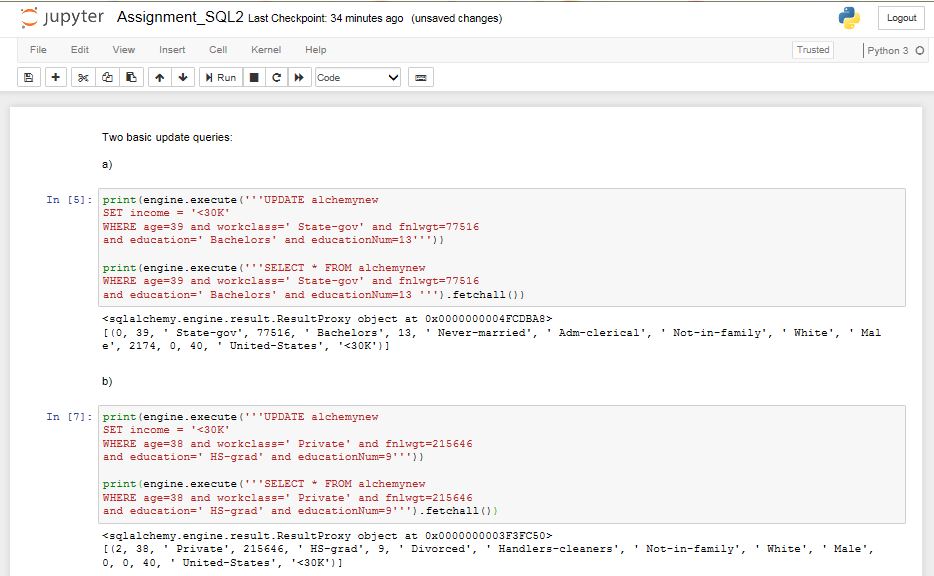 jupyter Assignment_SQL2 Last Checkpoint: 34 minutes ago (unsaved changes) Logout
File Edit View Insert Cell Kernel Help Trusted Python 3
Run Code
Two basic update queries:
a)
In [5]: print(engine.execute('''UPDATE alchemynew
SET income = '<30K'
WHERE age=39 and workclass=' State-gov' and fnlwgt=77516
and education=' Bachelors' and educationNum=13'''))
print(engine.execute('''SELECT * FROM alchemynew
WHERE age=39 and workclass=' State-gov' and fnlwgt=77516
and education=' Bachelors' and educationNum=13 ''').fetchall())
<sqlalchemy.engine.result.ResultProxy object at 0x0000000004FCDBA8>
[(0, 39, ' State-gov', 77516, ' Bachelors', 13, ' Never-married', ' Adm-clerical', ' Not-in-family', ' White', ' Mal
e', 2174, 0, 40, ' United-States', '<30K')]
b)
In [7]: print(engine.execute('''UPDATE alchemynew
SET income = '<30K'
WHERE age=38 and workclass=' Private' and fnlwgt=215646
and education=' HS-grad' and educationNum=9'''))
print(engine.execute('''SELECT * FROM alchemynew
WHERE age=38 and workclass=' Private' and fnlwgt=215646
and education=' HS-grad' and educationNum=9''').fetchall())
<sqlalchemy.engine.result.ResultProxy object at 0x0000000003F3FC50>
[(2, 38, ' Private', 215646, ' HS-grad', 9, ' Divorced', ' Handlers-cleaners', ' Not-in-family', ' White', ' Male',
0, 0, 40, ' United-States', '<30K')]